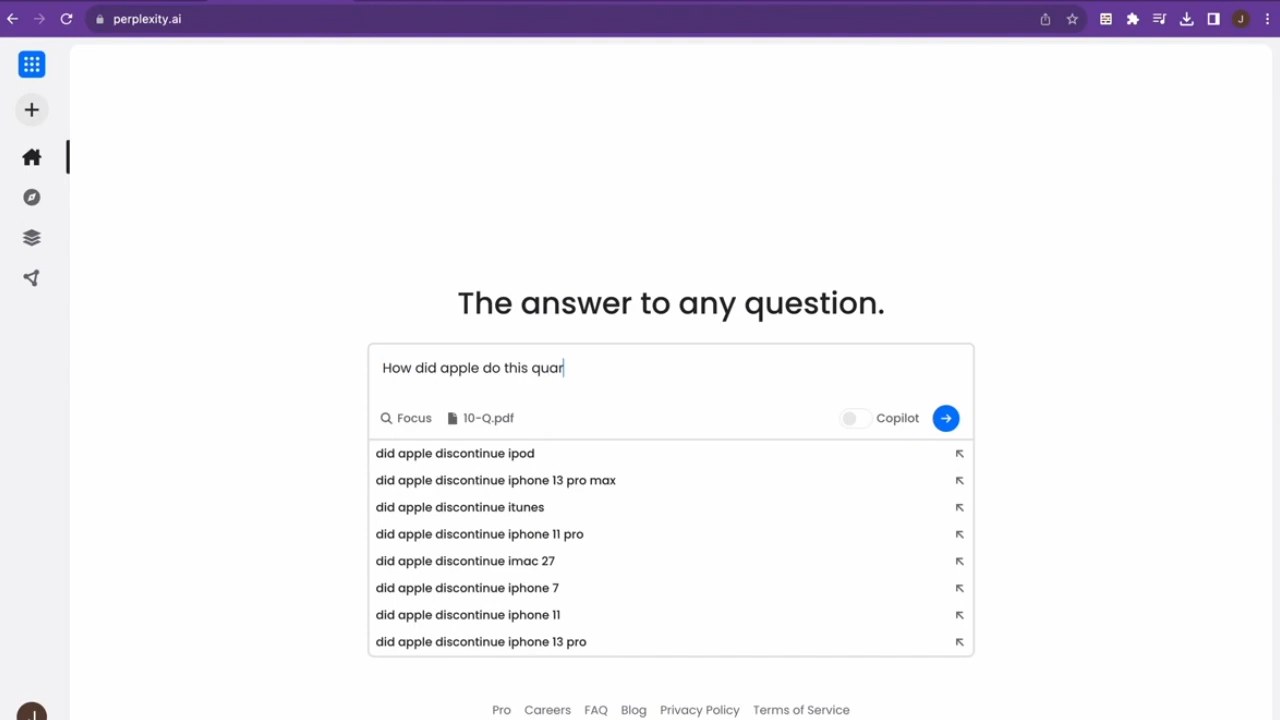 perplexity.ai
J
The answer to any question.
How did apple do this quar
Focus 10-Q.pdf Copilot
did apple discontinue ipod
did apple discontinue iphone 13 pro max
did apple discontinue itunes
did apple discontinue iphone 11 pro
did apple discontinue imac 27
did apple discontinue iphone 7
did apple discontinue iphone 11
did apple discontinue iphone 13 pro
J
Pro Careers FAQ Blog Privacy Policy Terms of Service